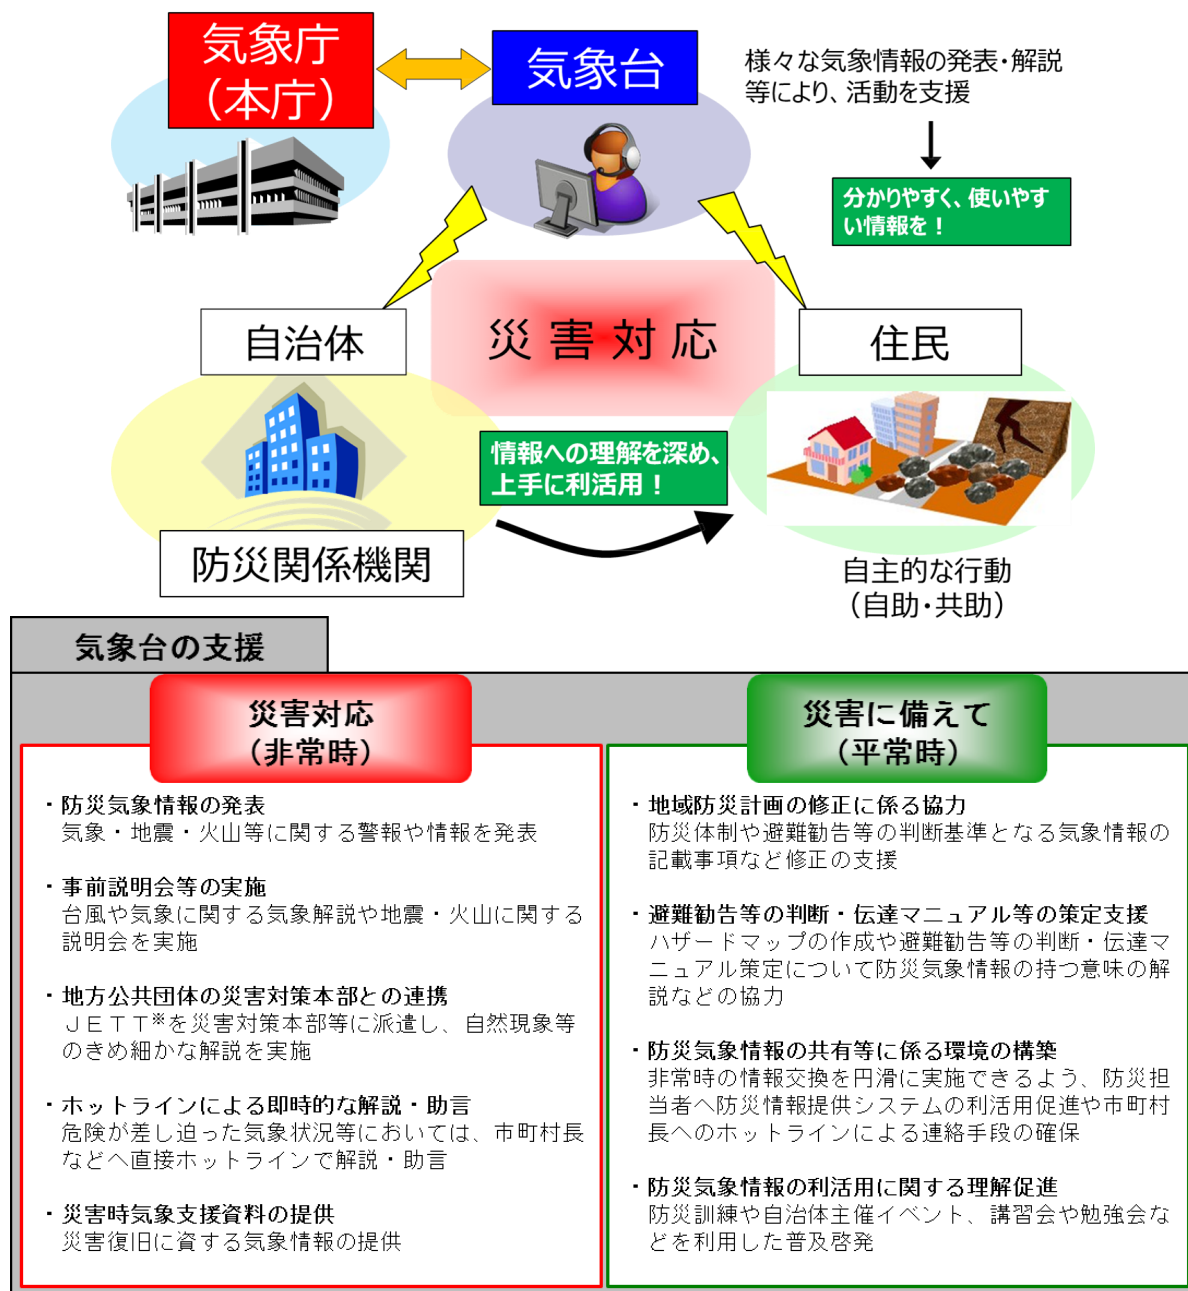 気象庁
（本庁）
気象台
様々な気象情報の発表・解説
等により、活動を支援
分かりやすく、使いやす
い情報を！
自治体
災害対応
住民
情報への理解を深め、
上手に利活用！
防災関係機関
自主的な行動
（自助・共助）
気象台の支援
災害対応
（非常時）
・防災気象情報の発表
気象・地震・火山等に関する警報や情報を発表
・事前説明会等の実施
台風や気象に関する気象解説や地震・火山に関する
説明会を実施
・地方公共団体の災害対策本部との連携
ＪＥＴＴ※を災害対策本部等に派遣し、自然現象等
のきめ細かな解説を実施
・ホットラインによる即時的な解説・助言
危険が差し迫った気象状況等においては、市町村長
などへ直接ホットラインで解説・助言
・災害時気象支援資料の提供
災害復旧に資する気象情報の提供
災害に備えて
（平常時）
・地域防災計画の修正に係る協力
防災体制や避難勧告等の判断基準となる気象情報の
記載事項など修正の支援
・避難勧告等の判断・伝達マニュアル等の策定支援
ハザードマップの作成や避難勧告等の判断・伝達マ
ニュアル策定について防災気象情報の持つ意味の解
説などの協力
・防災気象情報の共有等に係る環境の構築
非常時の情報交換を円滑に実施できるよう、防災担
当者へ防災情報提供システムの利活用促進や市町村
長へのホットラインによる連絡手段の確保
・防災気象情報の利活用に関する理解促進
防災訓練や自治体主催イベント、講習会や勉強会な
どを利用した普及啓発